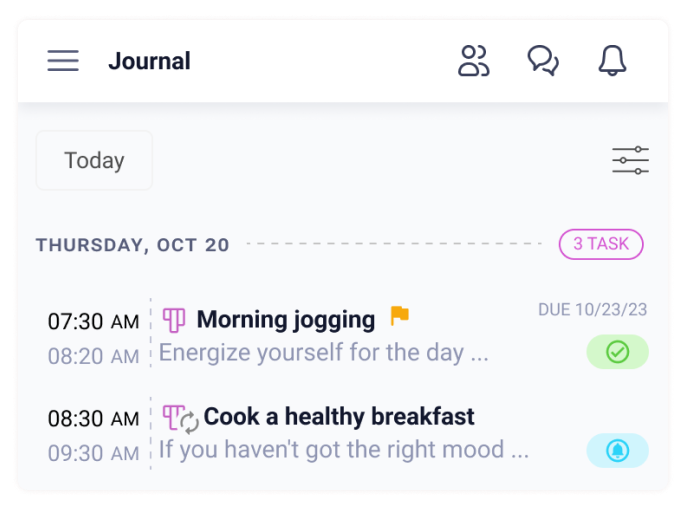 Journal
Today
THURSDAY, OCT 20
3 TASK
07:30 AM
Morning jogging
DUE 10/23/23
08:20 AM
Energize yourself for the day ...
08:30 AM
Cook a healthy breakfast
09:30 AM
If you haven't got the right mood ...